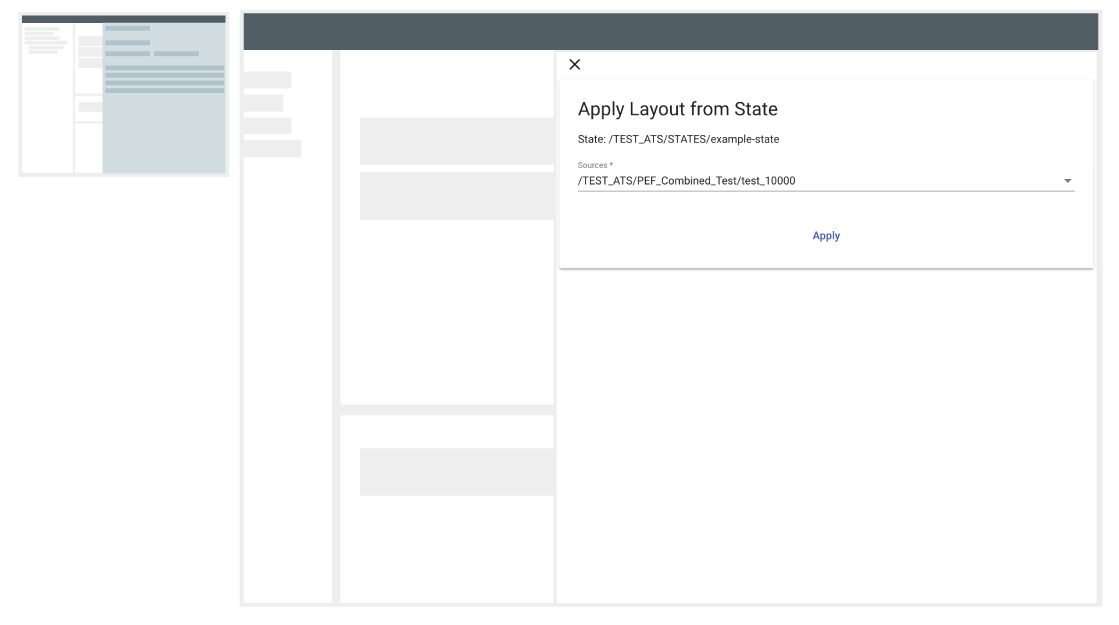 Apply Layout from State
State: /TEST_ATS/STATES/example-state
Sources *
/TEST_ATS/PEF_Combined_Test/test_10000
Apply